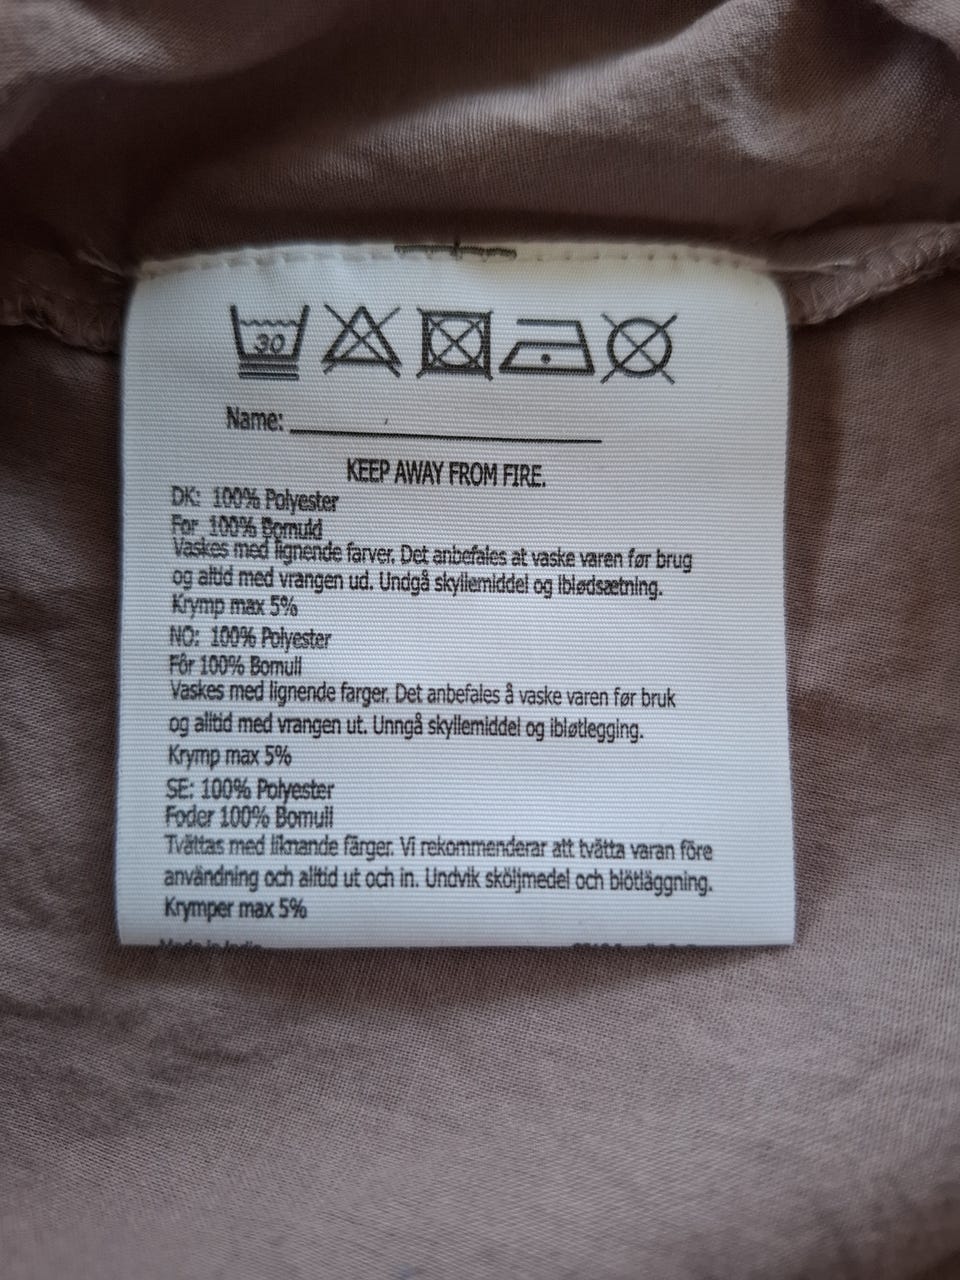 30
Name:
KEEP AWAY FROM FIRE.
DK: 100% Polyester
For 100% Bomuld
Vaskes med lignende farver. Det anbefales at vaske varen før brug
og altid med vrangen ud. Undgå skyllemiddel og iblødsætning.
Krymp max 5%
NO: 100% Polyester
Fôr 100% Bomull
Vaskes med lignende farger. Det anbefales å vaske varen før bruk
og alltid med vrangen ut. Unngå skyllemiddel og ibløtlegging.
Krymp max 5%
SE: 100% Polyester
Foder 100% Bomull
Tvättas med liknande färger. Vi rekommenderar att tvätta varan före
användning och alltid ut och in. Undvik sköljmedel och blötläggning.
Krymper max 5%
Made in India